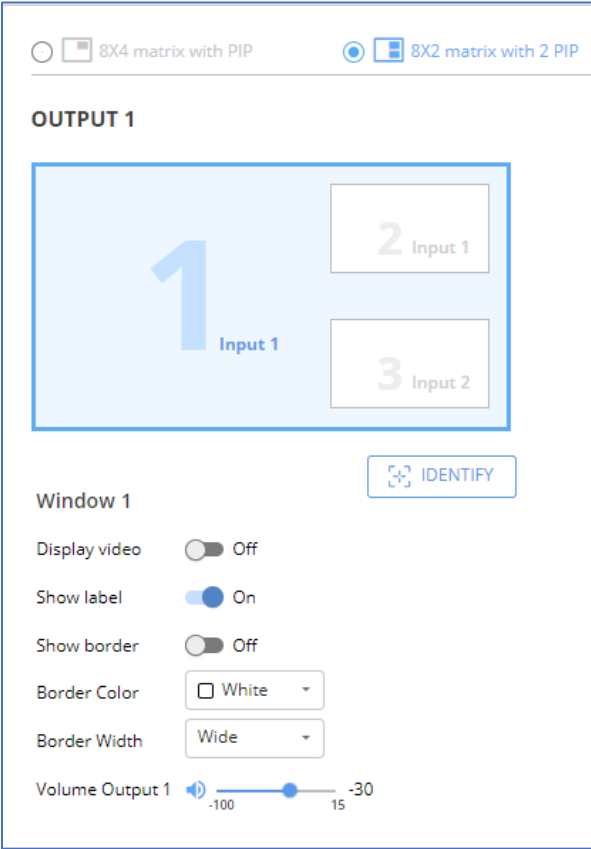 8X4 matrix with PIP
8X2 matrix with 2 PIP
OUTPUT 1
1 Input 1
2 Input 1
3 Input 2
IDENTIFY
Window 1
Display video Off
Show label On
Show border Off
Border Color White
Border Width Wide
Volume Output 1 -30
-100 15